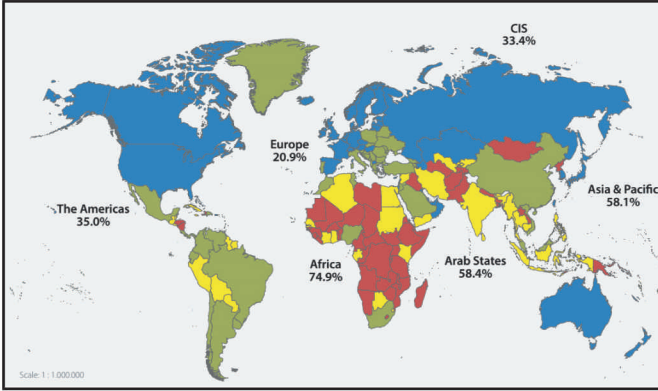 CIS
33.4%
Europe
20.9%
The Americas
35.0%
Asia & Pacific
58.1%
Africa
74.9%
Arab States
58.4%
Scale: 1 : 1.000.000